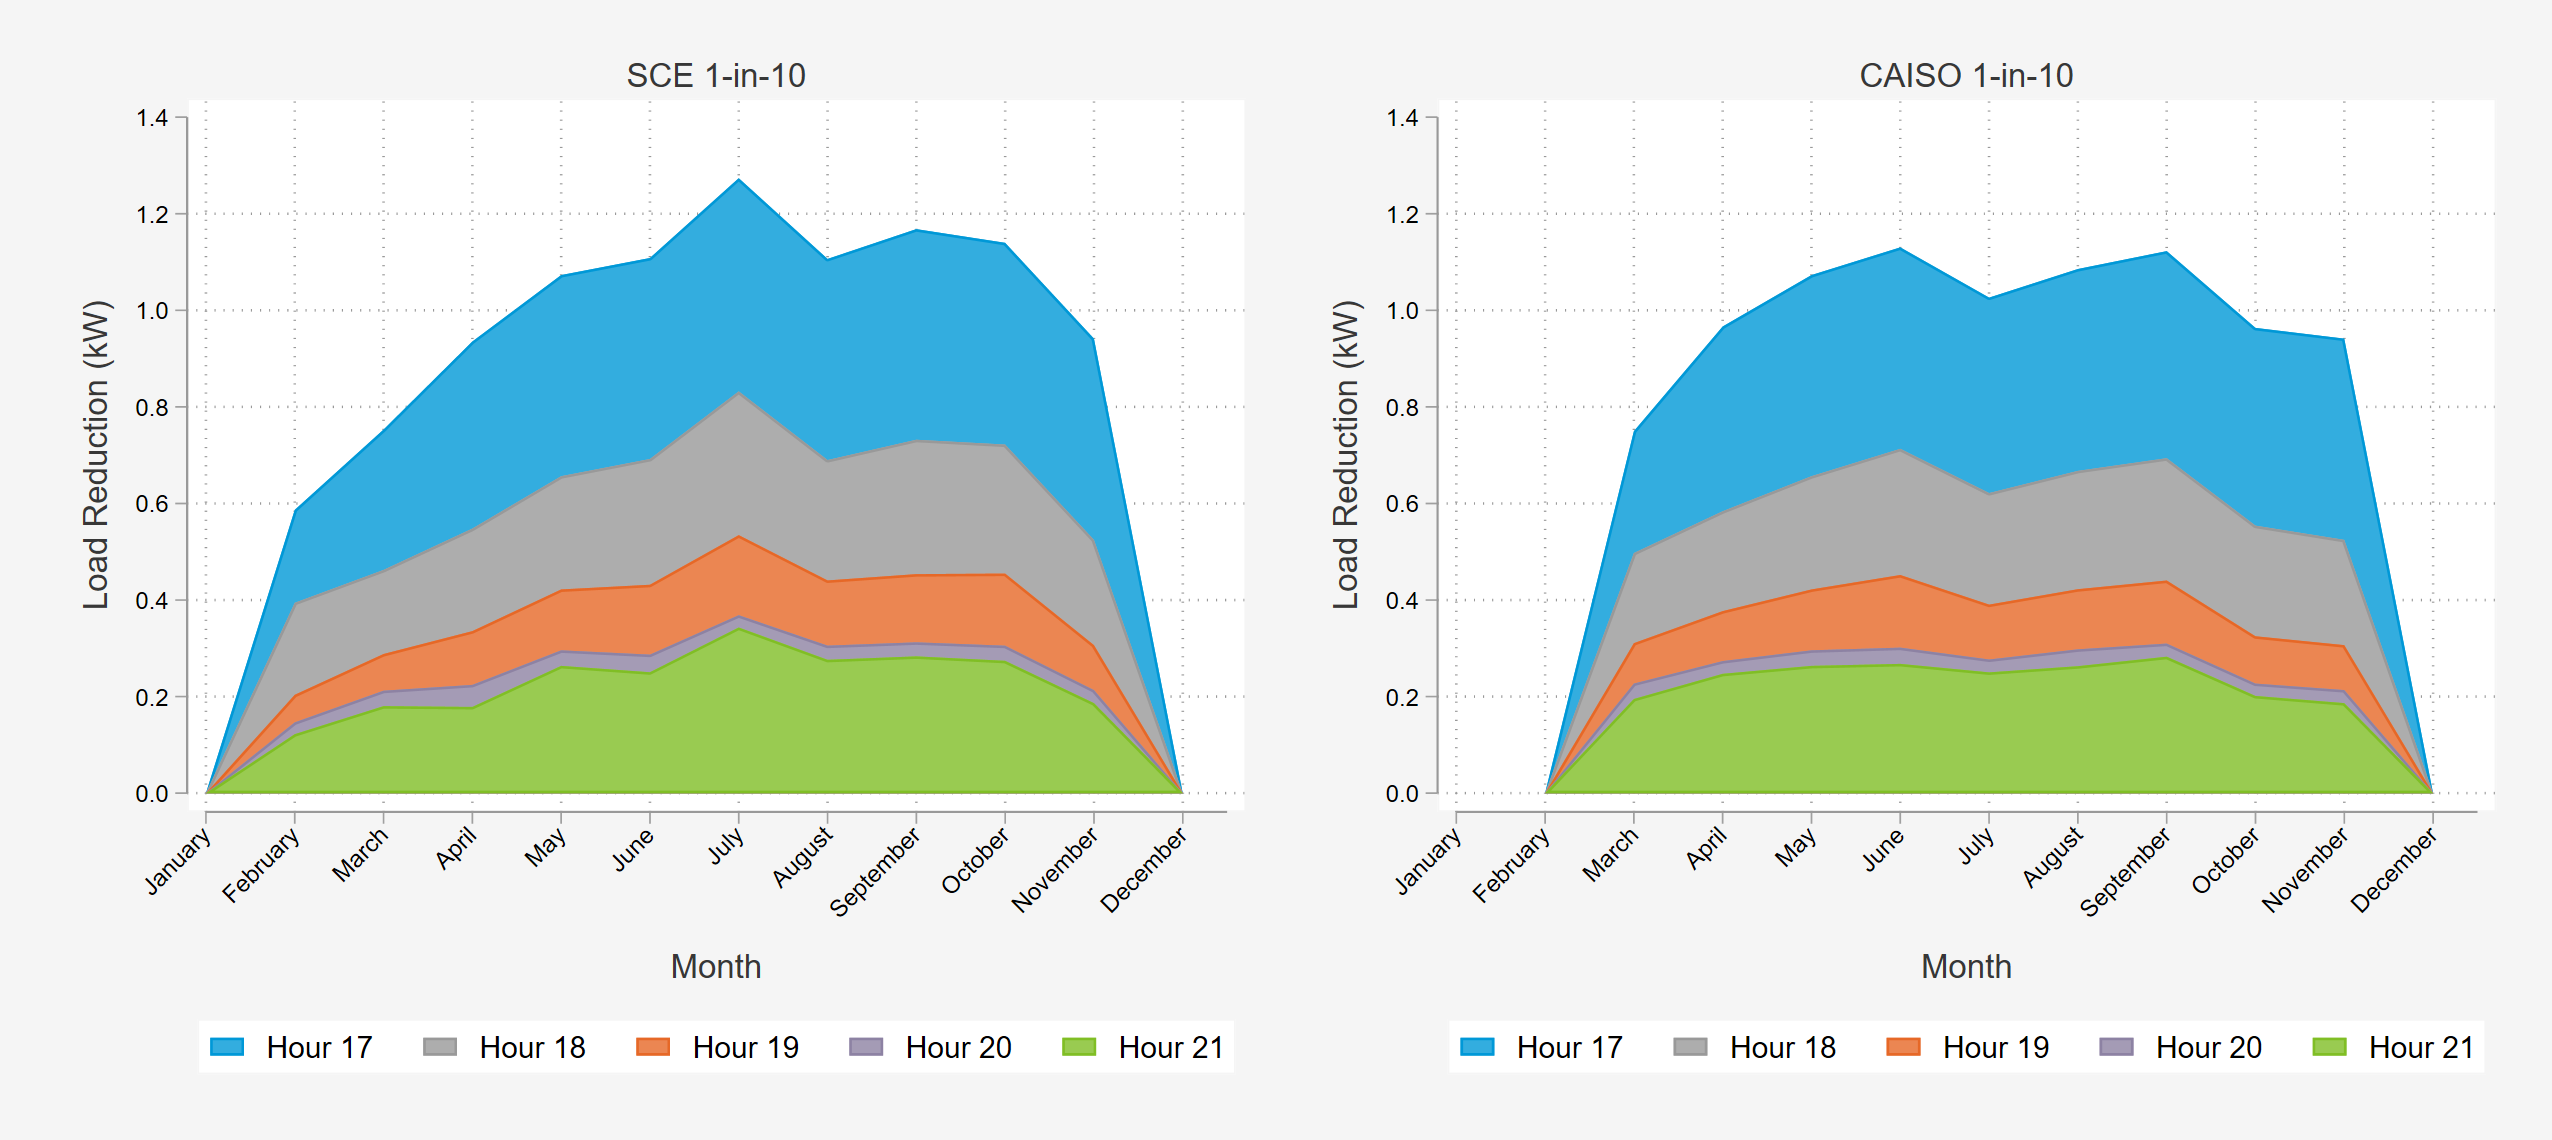 SCE 1-in-10
1.4
1.2
1.0
0.8
0.6
0.4
0.2
0.0
Load Reduction (kW)
January
February
March
April
May
June
July
August
September
October
November
December
Month
Hour 17
Hour 18
Hour 19
Hour 20
Hour 21
CAISO 1-in-10
1.4
1.2
1.0
0.8
0.6
0.4
0.2
0.0
Load Reduction (kW)
January
February
March
April
May
June
July
August
September
October
November
December
Month
Hour 17
Hour 18
Hour 19
Hour 20
Hour 21